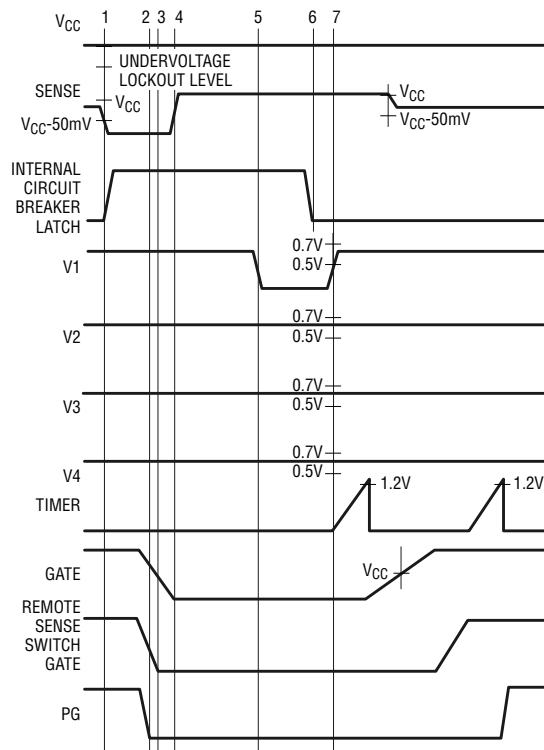 1 2 3 4 5 6 7
VCC
UNDERVOLTAGE
LOCKOUT LEVEL
SENSE
VCC
VCC
VCC-50mV
VCC-50mV
INTERNAL
CIRCUIT
BREAKER
LATCH
0.7V
V1
0.5V
0.7V
V2
0.5V
0.7V
V3
0.5V
0.7V
V4
0.5V
1.2V
1.2V
TIMER
GATE
VCC
REMOTE
SENSE
SWITCH
GATE
PG